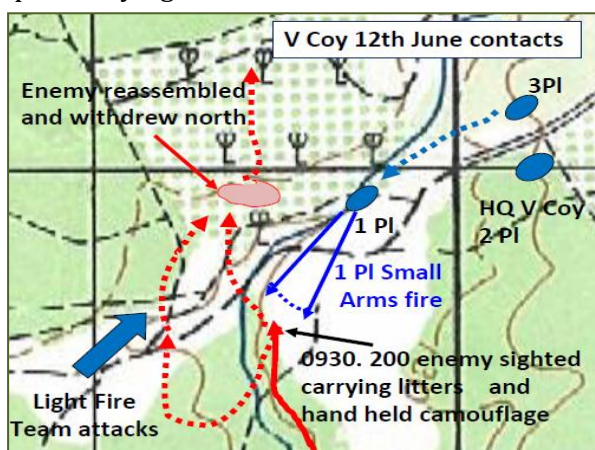 V Coy 12th June contacts
Enemy reassembled
and withdrew north
3Pl
HQ V Coy
2 Pl
1 Pl
1 Pl Small
Arms fire
0930. 200 enemy sighted
carrying litters and
hand held camouflage
Light Fire
Team attacks